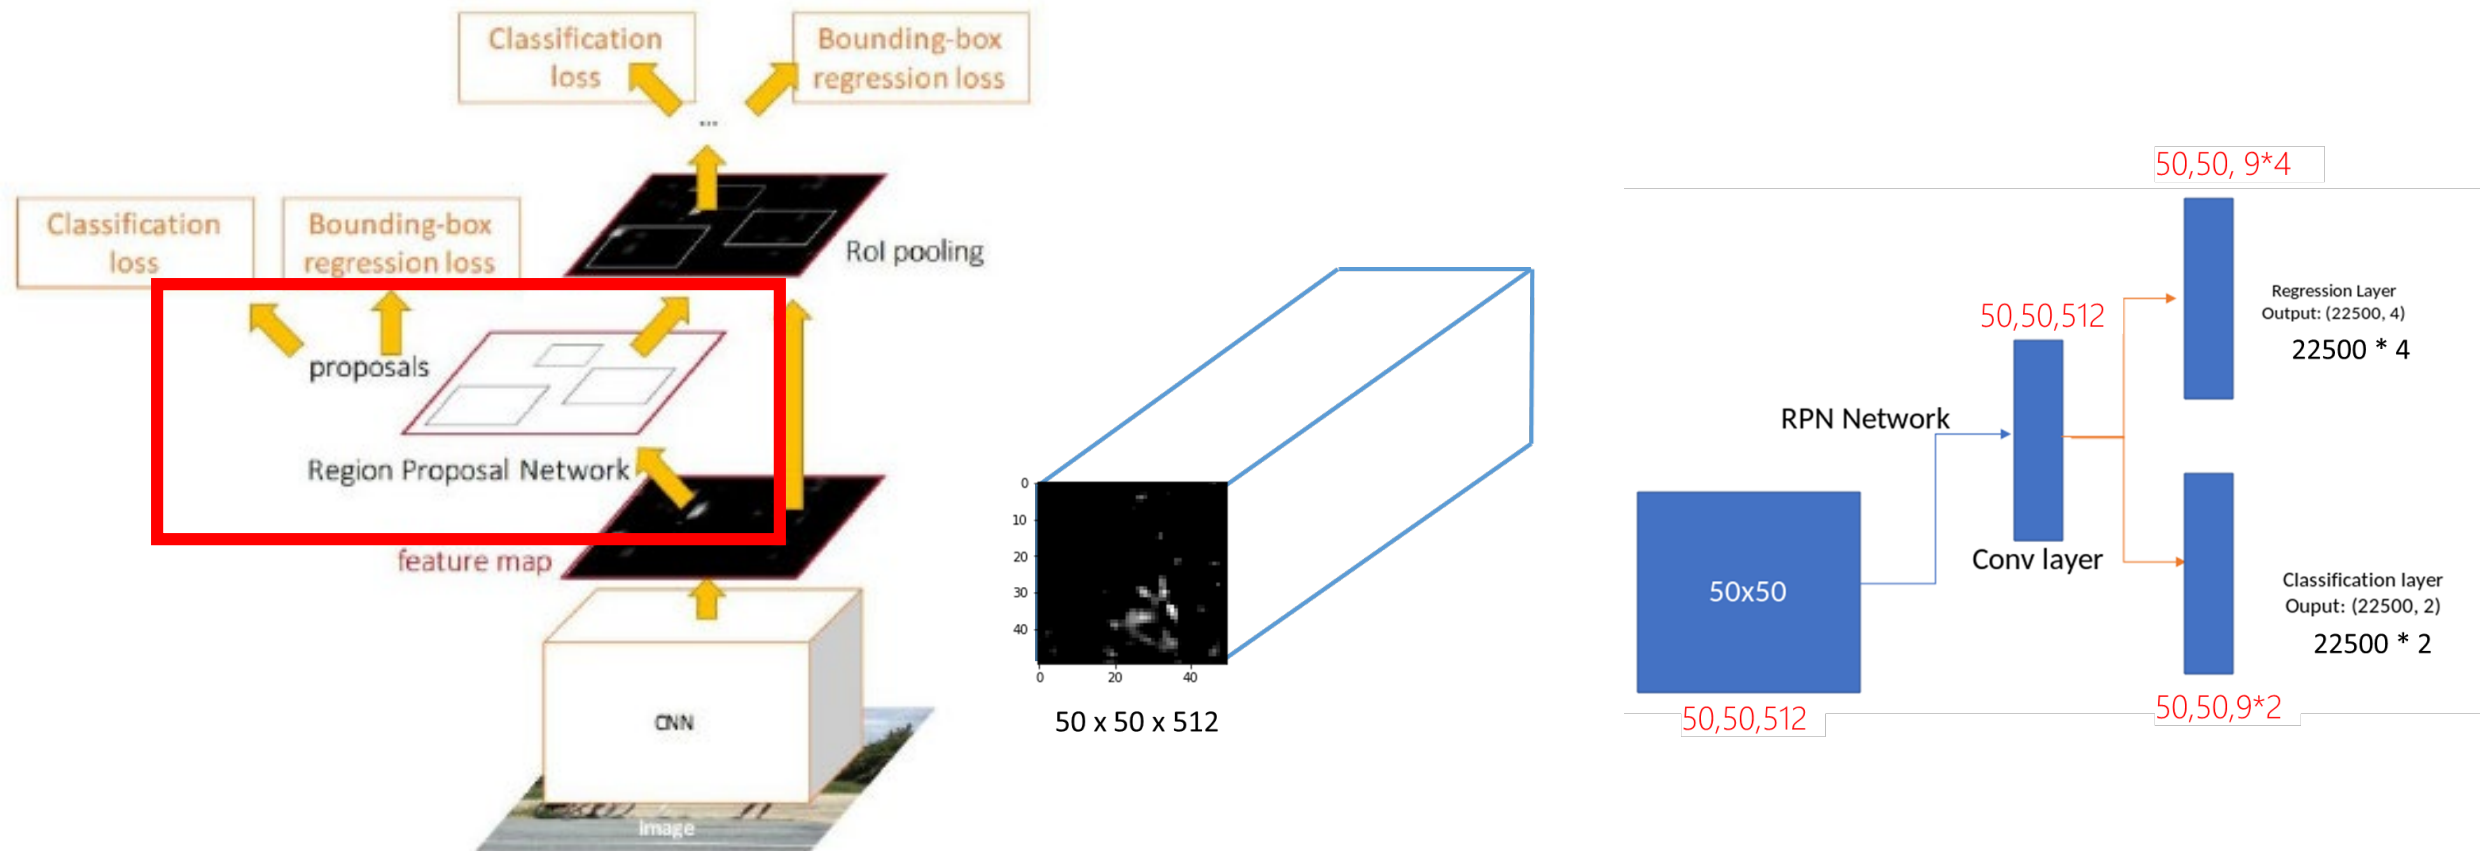 Classification
loss
Bounding-box
regression loss
...
Classification
loss
Bounding-box
regression loss
RoI pooling
proposals
Region Proposal Network
feature map
CNN
image
0
10
20
30
40
0
20
40
50 x 50 x 512
50,50, 9*4
Regression Layer
Output: (22500, 4)
22500 * 4
50,50,512
RPN Network
Conv layer
50x50
50,50,512
Classification layer
Ouput: (22500, 2)
22500 * 2
50,50,9*2